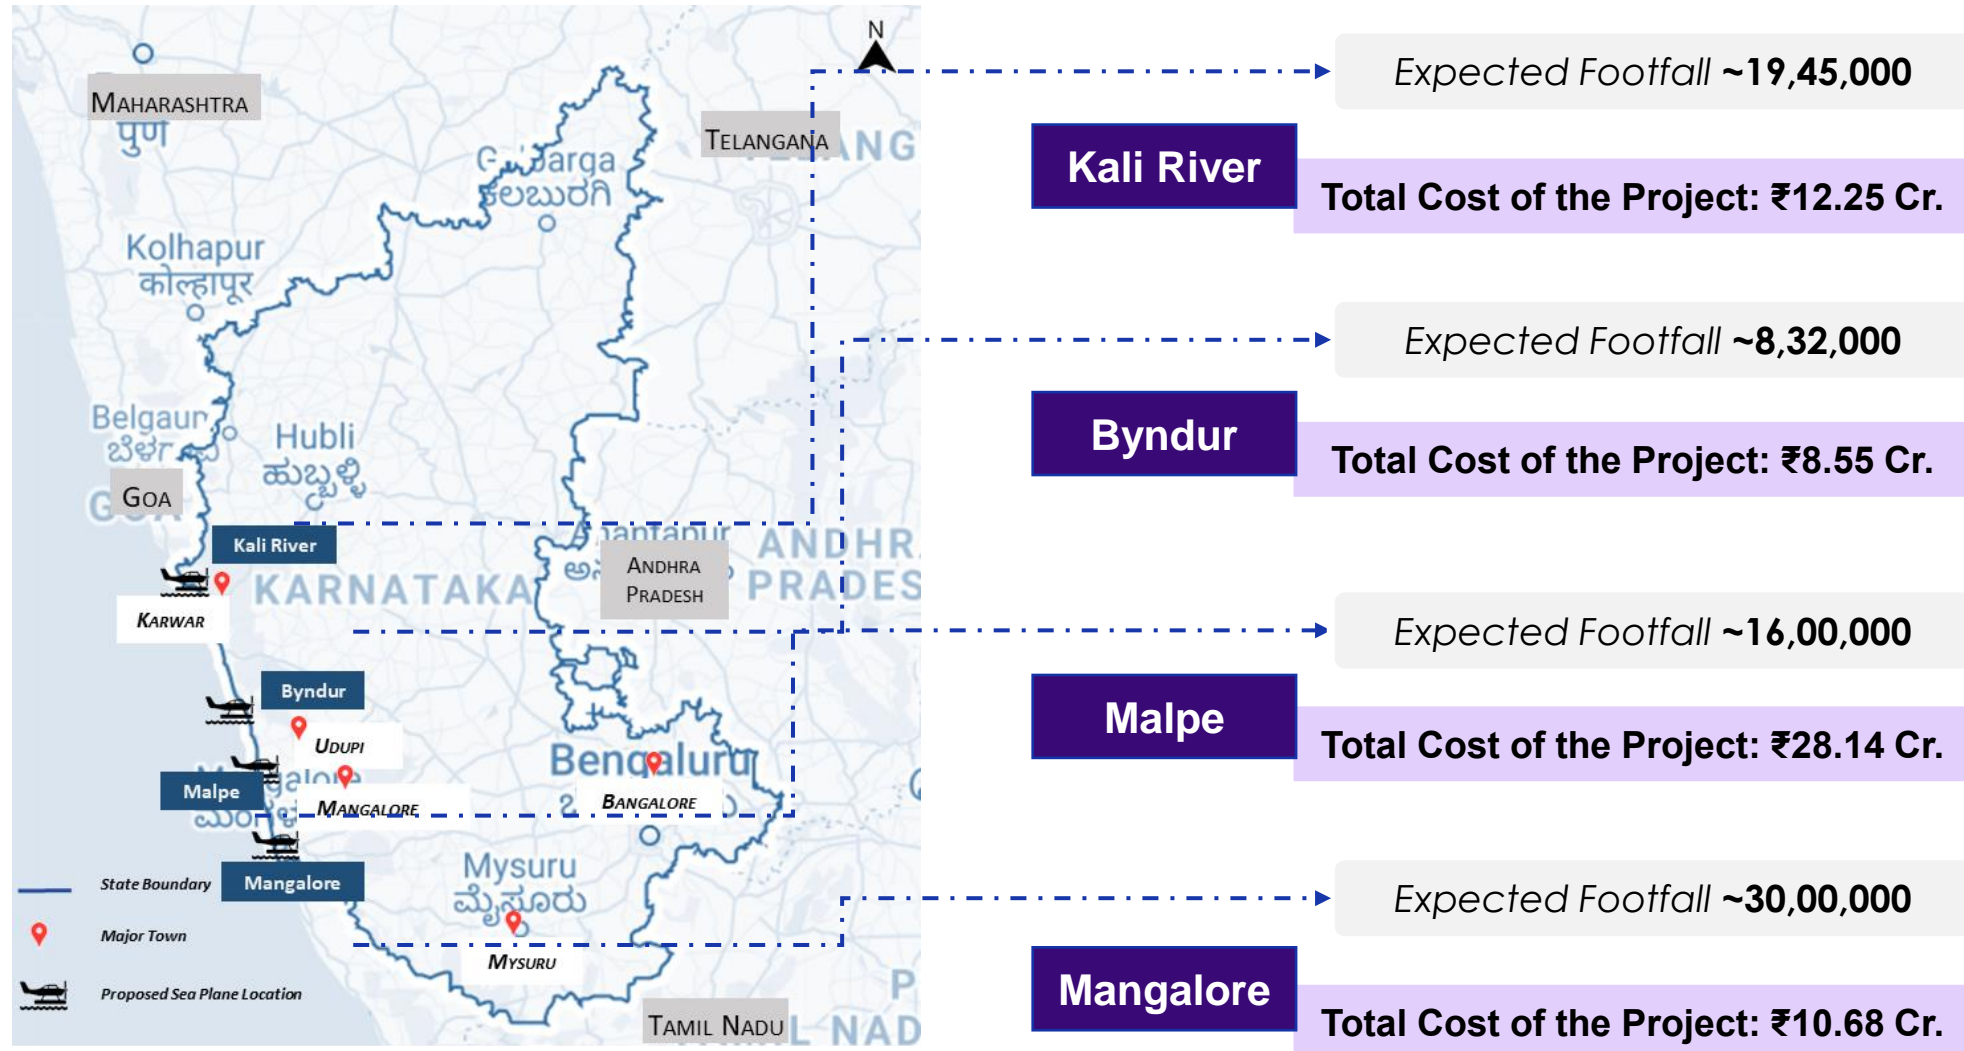 N
MAHARASHTRA
पुणे
TELANGANA
ಕಲಬುರಗಿ
Kolhapur
कोल्हापूर
Hubli
ಹುಬ್ಬಳ್ಳಿ
GOA
Kali River
KARNATAKA
ANDHRA
PRADESH
KARWAR
Byndur
UDUPI
Malpe
MANGALORE
Bengaluru
BANGALORE
Mangalore
Mysuru
ಮೈಸೂರು
MYSURU
State Boundary
Major Town
Proposed Sea Plane Location
TAMIL NADU
Expected Footfall ~19,45,000
Kali River
Total Cost of the Project: ₹12.25 Cr.
Expected Footfall ~8,32,000
Byndur
Total Cost of the Project: ₹8.55 Cr.
Expected Footfall ~16,00,000
Malpe
Total Cost of the Project: ₹28.14 Cr.
Expected Footfall ~30,00,000
Mangalore
Total Cost of the Project: ₹10.68 Cr.